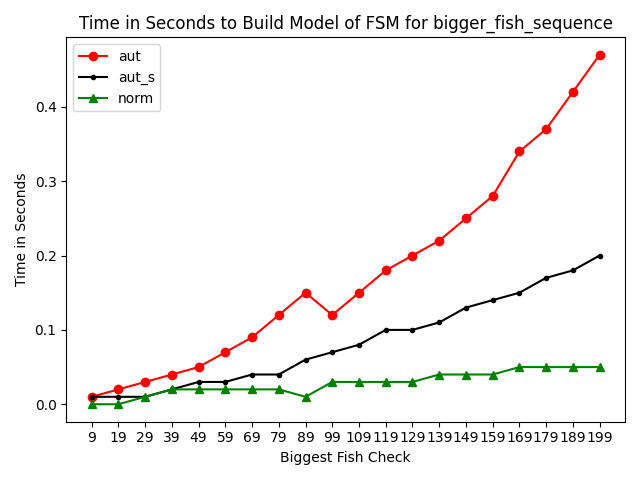 Time in Seconds to Build Model of FSM for bigger_fish_sequence
aut
aut_s
norm
0.4
0.3
0.2
0.1
0.0
Time in Seconds
9 19 29 39 49 59 69 79 89 99 109 119 129 139 149 159 169 179 189 199
Biggest Fish Check